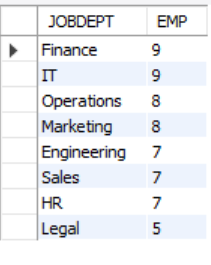 JOBDEPT EMP
Finance 9
IT 9
Operations 8
Marketing 8
Engineering 7
Sales 7
HR 7
Legal 5